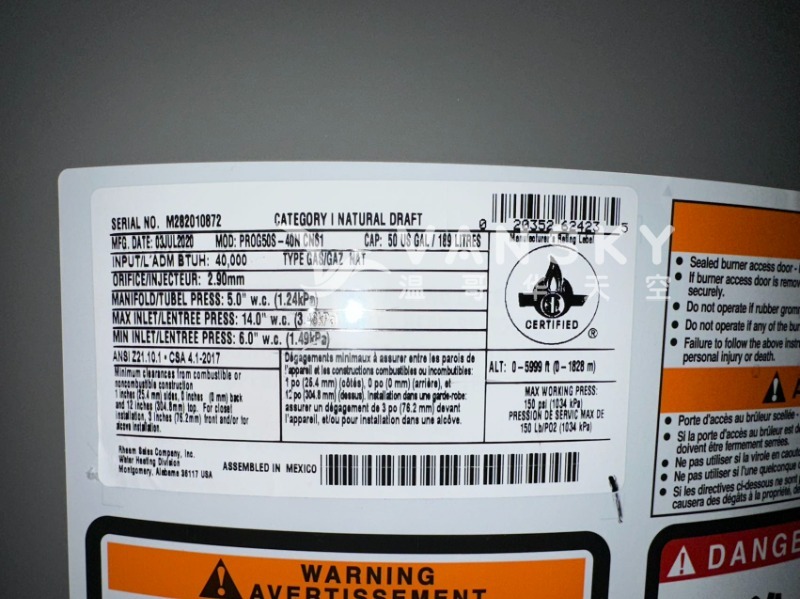 SERIAL NO. M282010872 CATEGORY I NATURAL DRAFT
MFG. DATE: 03JUL2020 MOD: PROG50S-40N CNS1 CAP: 50 US GAL / 189 LITRES
INPUT/L'ADM BTUH: 40,000 TYPE GAS/GAZ NAT
ORIFICE/INJECTEUR: 2.90mm
MANIFOLD/TUBEL PRESS: 5.0" w.c. (1.24kPa)
MAX INLET/LENTREE PRESS: 14.0" w.c.
MIN INLET/LENTREE PRESS: 6.0" w.c. (1.49kPa)
0 20352 62423 5
Manufacturer's Rating Label
CERTIFIED
®
ANSI Z21.10.1 • CSA 4.1-2017
Minimum clearances from combustible or
noncombustible construction
1 inches (25.4 mm) sides, 0 inches (0 mm) back
and 12 inches (304.8mm) top. For closet
installation, 3 inches (76.2mm) front and/or for
alcove installation.
Dégagements minimaux à assurer entre les parois de
l'appareil et les constructions combustibles ou incombustibles:
1 po (25.4 mm) (côtés), 0 po (0 mm) (arrière), et
12 po (304.8 mm) (dessus). Installation dans une garde-robe:
assurer un dégagement de 3 po (76.2 mm) devant
l'appareil, et/ou pour installation dans une alcôve.
ALT: 0-5999 ft (0-1828 m)
MAX WORKING PRESS:
150 psi (1034 kPa)
PRESSION DE SERVIC MAX DE
150 Lb/PO2 (1034 kPa)
Rheem Sales Company, Inc.
Water Heating Division
Montgomery, Alabama 36117 USA
ASSEMBLED IN MEXICO
VANSKY
温哥华天空
• Sealed burner access door -
• If burner access door is remov
securely.
• Do not operate if rubber grom
• Do not operate if any of the bur
• Failure to follow the above instr
personal injury or death.
• Porte d'accès au brûleur scellée -
• Si la porte d'accès au brûleur est de
doivent être fermement serrées.
• Ne pas utiliser si la virole en caoutc
• Ne pas utiliser si l'une quelconque d
• Si les directives ci-dessous ne sont
causera des dégâts à la propriété, d
WARNING
AVERTISSEMENT
DANGE